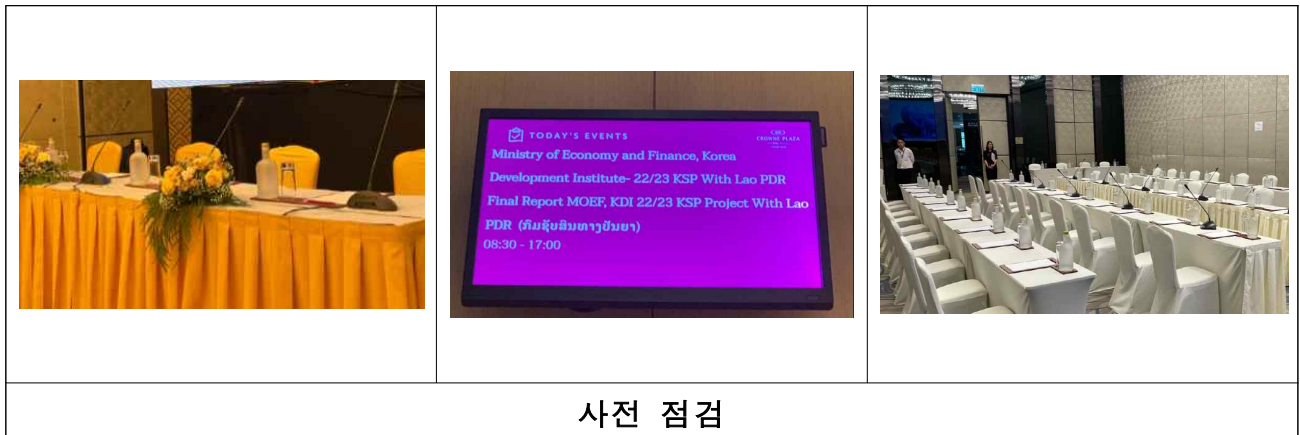 TODAY'S EVENTS
CROWNE PLAZA
Ministry of Economy and Finance, Korea
Development Institute- 22/23 KSP With Lao PDR
Final Report MOEF, KDI 22/23 KSP Project With Lao
PDR (ກົມຊັບສິນທາງປັນຍາ)
08:30 - 17:00
사전 점검